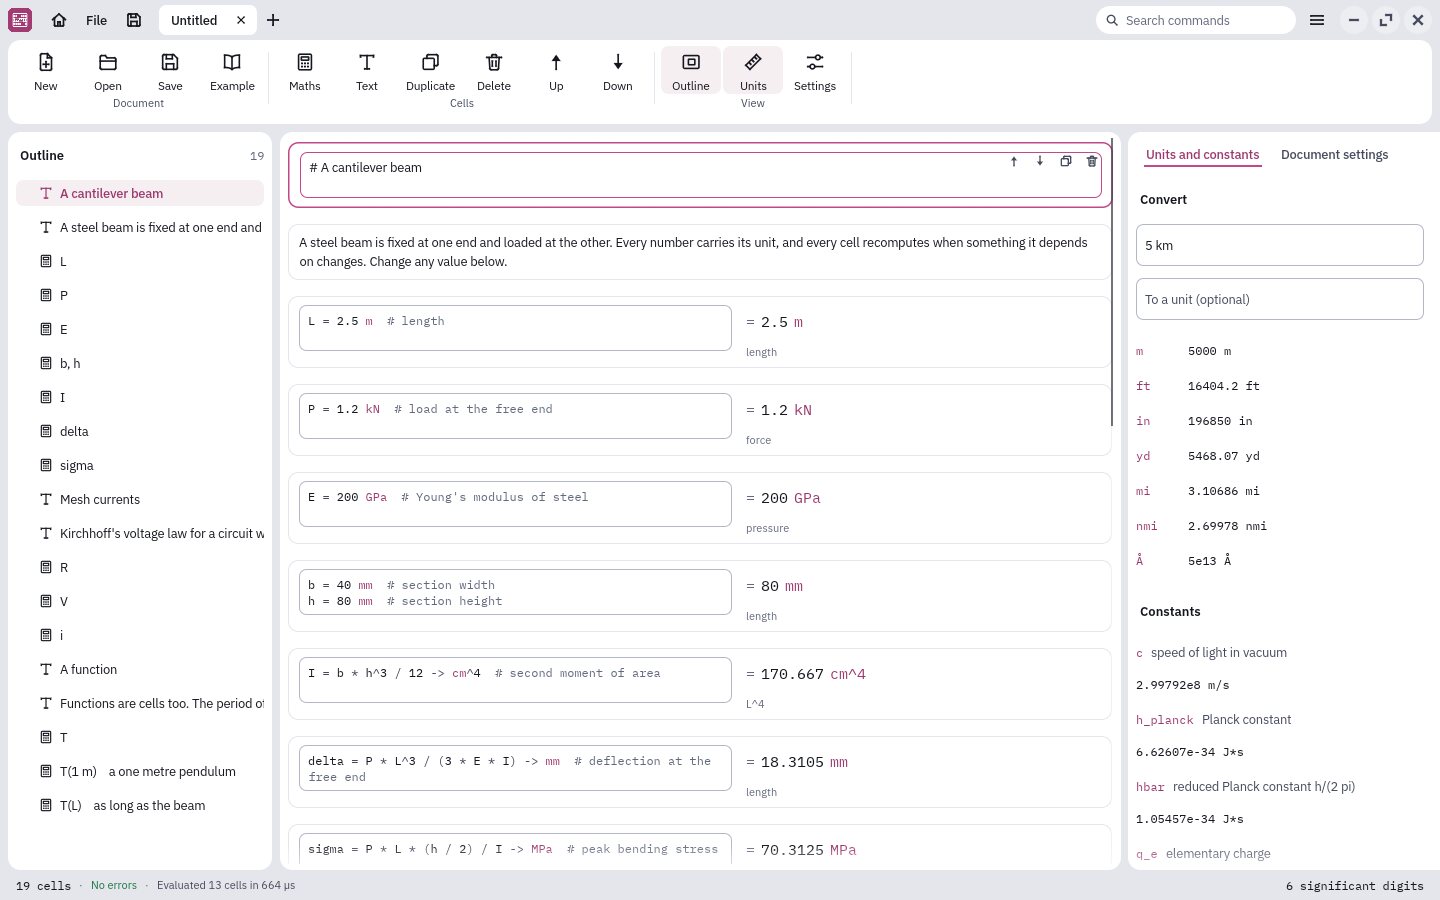 File
Untitled
Search commands
New
Open
Save
Example
Document
Maths
Text
Duplicate
Delete
Up
Down
Cells
Outline
Units
Settings
View
Outline
19
A cantilever beam
A steel beam is fixed at one end and
L
P
E
b, h
I
delta
sigma
Mesh currents
Kirchhoff's voltage law for a circuit w
R
V
i
A function
Functions are cells too. The period of
T
T(1 m) a one metre pendulum
T(L) as long as the beam
# A cantilever beam
A steel beam is fixed at one end and loaded at the other. Every number carries its unit, and every cell recomputes when something it depends
on changes. Change any value below.
L = 2.5 m # length
= 2.5 m
length
P = 1.2 kN # load at the free end
= 1.2 kN
force
E = 200 GPa # Young's modulus of steel
= 200 GPa
pressure
b = 40 mm # section width
h = 80 mm # section height
= 80 mm
length
I = b * h^3 / 12 -> cm^4 # second moment of area
= 170.667 cm^4
L^4
delta = P * L^3 / (3 * E * I) -> mm # deflection at the
free end
= 18.3105 mm
length
sigma = P * L * (h / 2) / I -> MPa # peak bending stress
= 70.3125 MPa
Units and constants
Document settings
Convert
5 km
To a unit (optional)
m 5000 m
ft 16404.2 ft
in 196850 in
yd 5468.07 yd
mi 3.10686 mi
nmi 2.69978 nmi
Å 5e13 Å
Constants
c speed of light in vacuum
2.99792e8 m/s
h_planck Planck constant
6.62607e-34 J*s
hbar reduced Planck constant h/(2 pi)
1.05457e-34 J*s
q_e elementary charge
19 cells · No errors · Evaluated 13 cells in 664 µs
6 significant digits